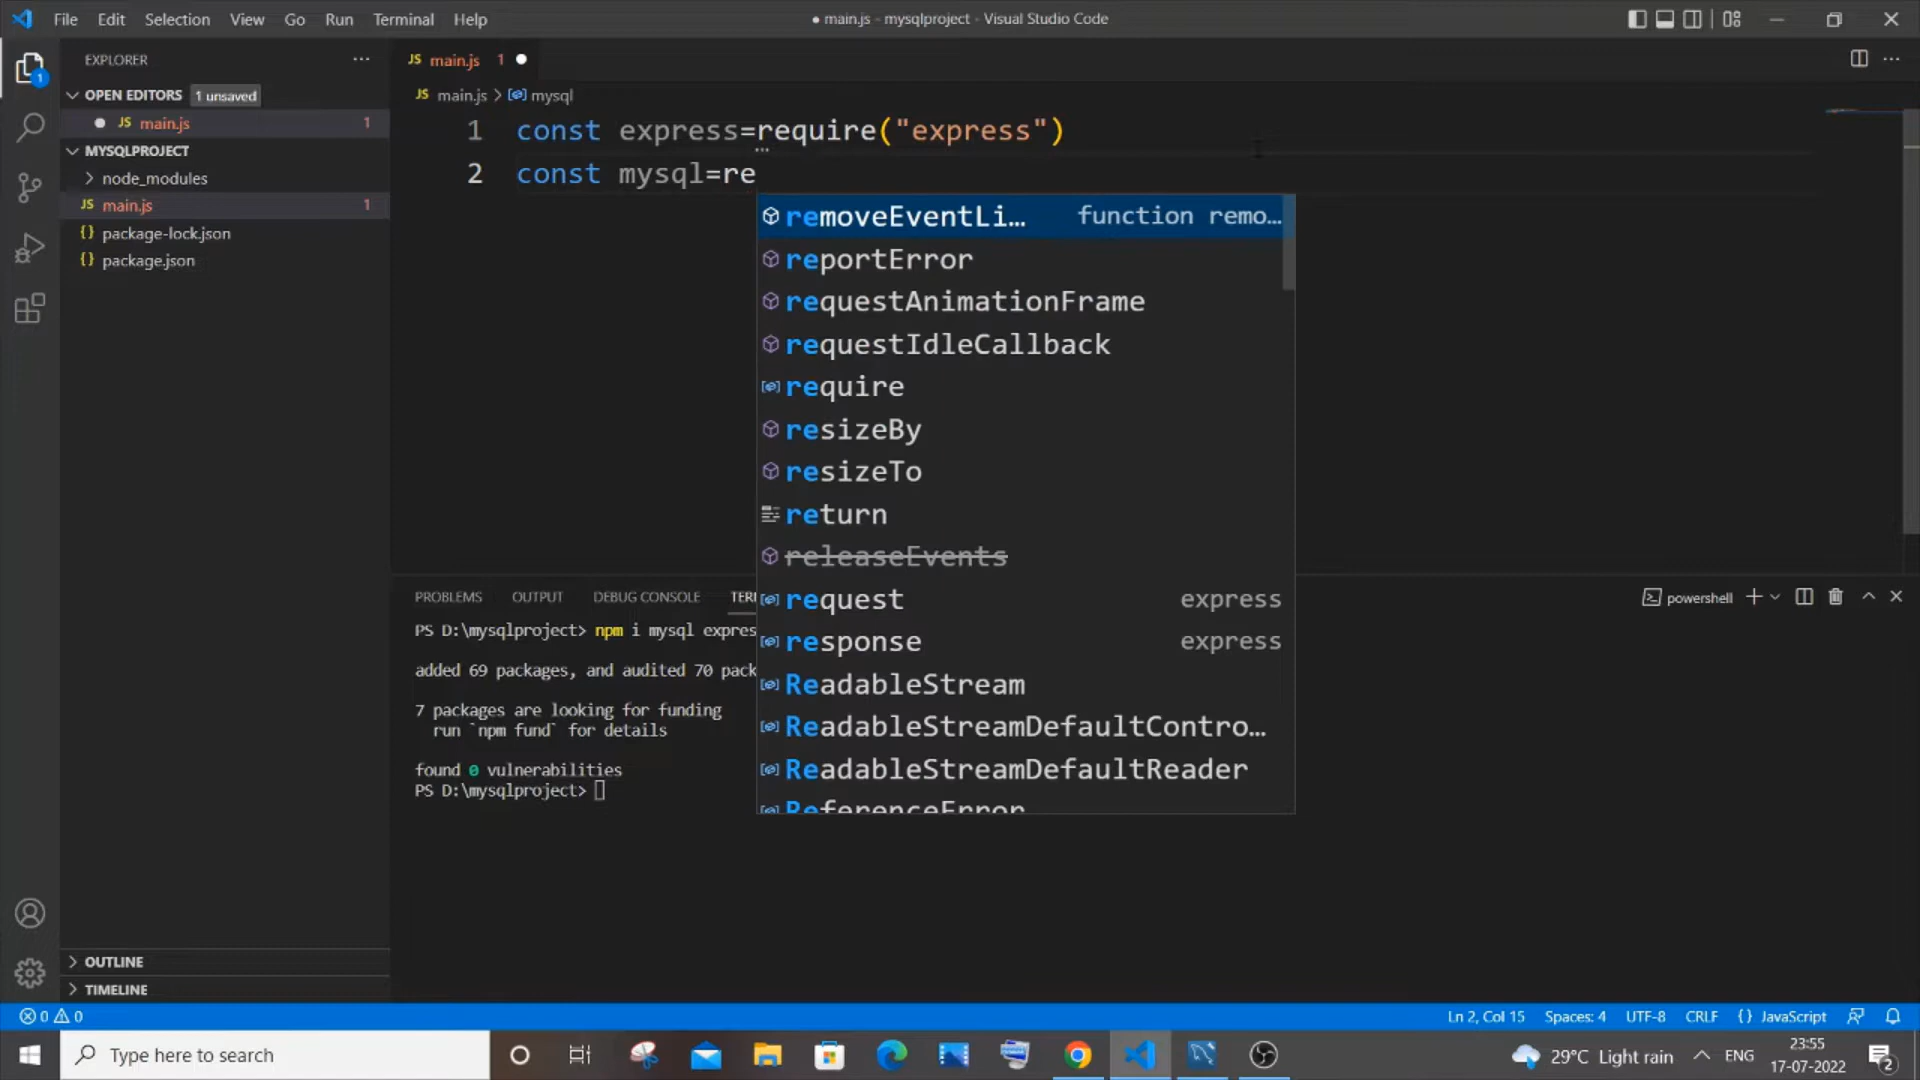 File Edit Selection View Go Run Terminal Help
● main.js - mysqlproject - Visual Studio Code
EXPLORER
OPEN EDITORS 1 unsaved
JS main.js 1
MYSQLPROJECT
node_modules
JS main.js 1
{} package-lock.json
{} package.json
OUTLINE
TIMELINE
JS main.js 1
JS main.js > mysql
1 const express=require("express")
2 const mysql=re
removeEventLi… function remo…
reportError
requestAnimationFrame
requestIdleCallback
require
resizeBy
resizeTo
return
releaseEvents
request express
response express
ReadableStream
ReadableStreamDefaultContro…
ReadableStreamDefaultReader
ReferenceError
PROBLEMS OUTPUT DEBUG CONSOLE TER
powershell
PS D:\mysqlproject> npm i mysql expres
added 69 packages, and audited 70 pack
7 packages are looking for funding
run `npm fund` for details
found 0 vulnerabilities
PS D:\mysqlproject>
0 0
Ln 2, Col 15 Spaces: 4 UTF-8 CRLF {} JavaScript
Type here to search
29°C Light rain
ENG
23:55
17-07-2022
2